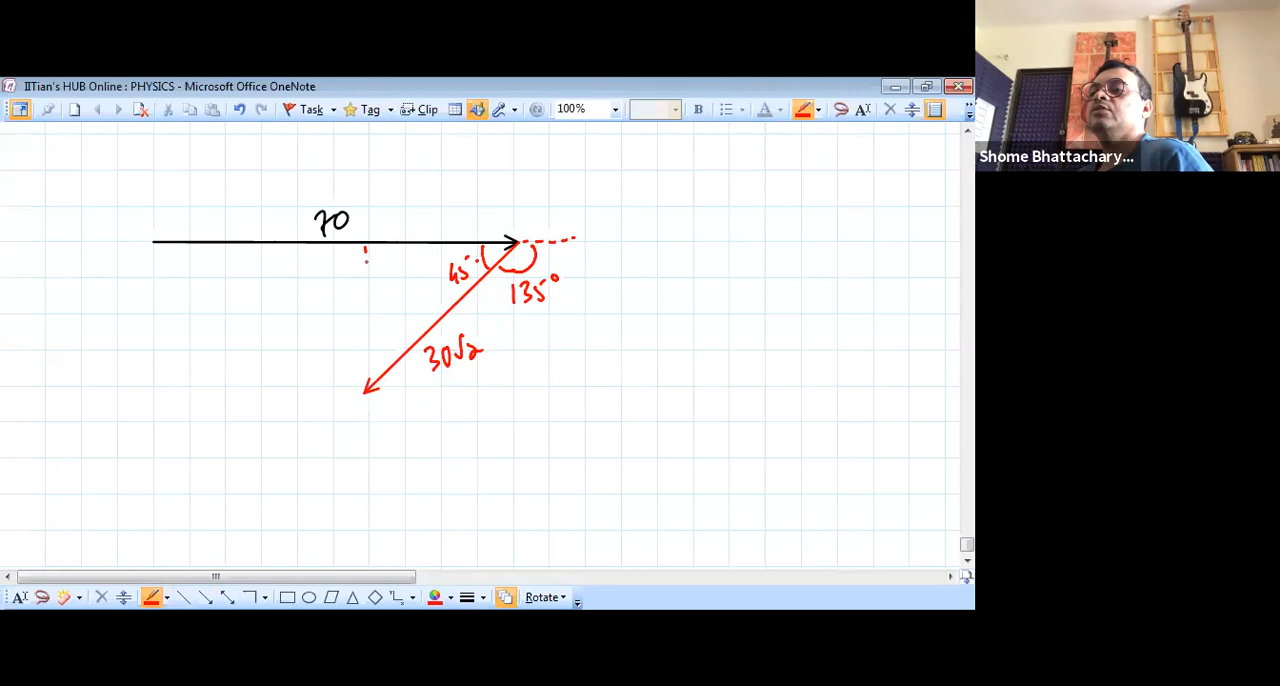 IITian's HUB Online : PHYSICS - Microsoft Office OneNote
Task Tag Clip 100% B A A
Shome Bhattachary...
70
45°
135°
30√2
A Rotate